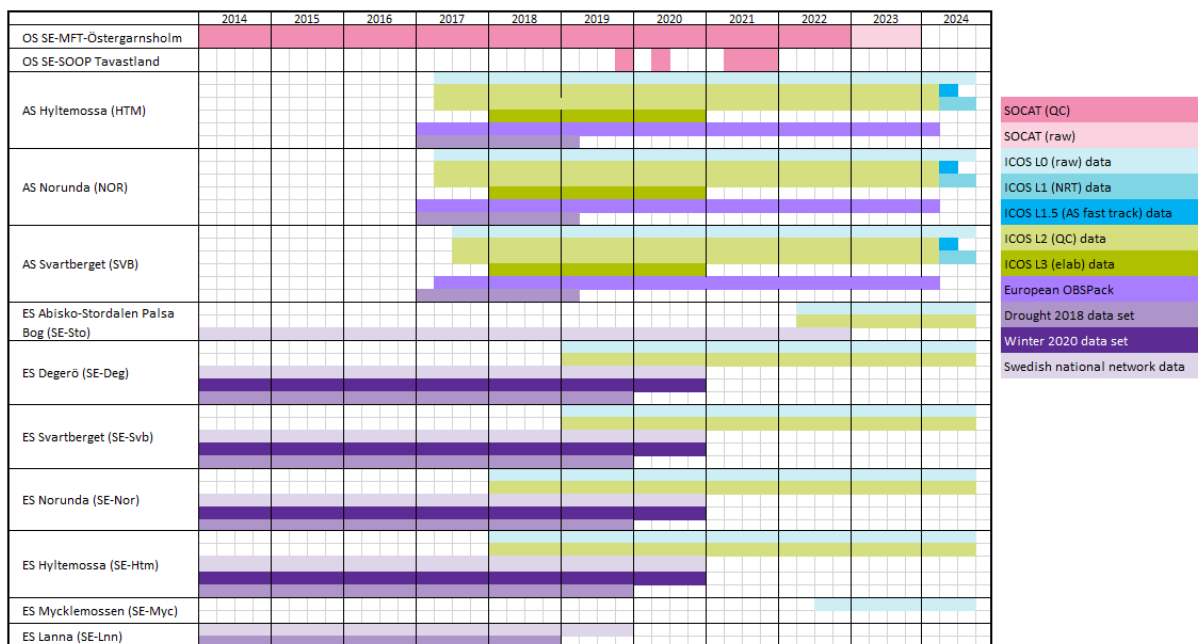 2014 2015 2016 2017 2018 2019 2020 2021 2022 2023 2024
OS SE-MFT-Östergarnsholm
OS SE-SOOP Tavastland
AS Hyltemossa (HTM)
AS Norunda (NOR)
AS Svartberget (SVB)
ES Abisko-Stordalen Palsa
Bog (SE-Sto)
ES Degerö (SE-Deg)
ES Svartberget (SE-Svb)
ES Norunda (SE-Nor)
ES Hyltemossa (SE-Htm)
ES Mycklemossen (SE-Myc)
ES Lanna (SE-Lnn)
SOCAT (QC)
SOCAT (raw)
ICOS L0 (raw) data
ICOS L1 (NRT) data
ICOS L1.5 (AS fast track) data
ICOS L2 (QC) data
ICOS L3 (elab) data
European OBSPack
Drought 2018 data set
Winter 2020 data set
Swedish national network data